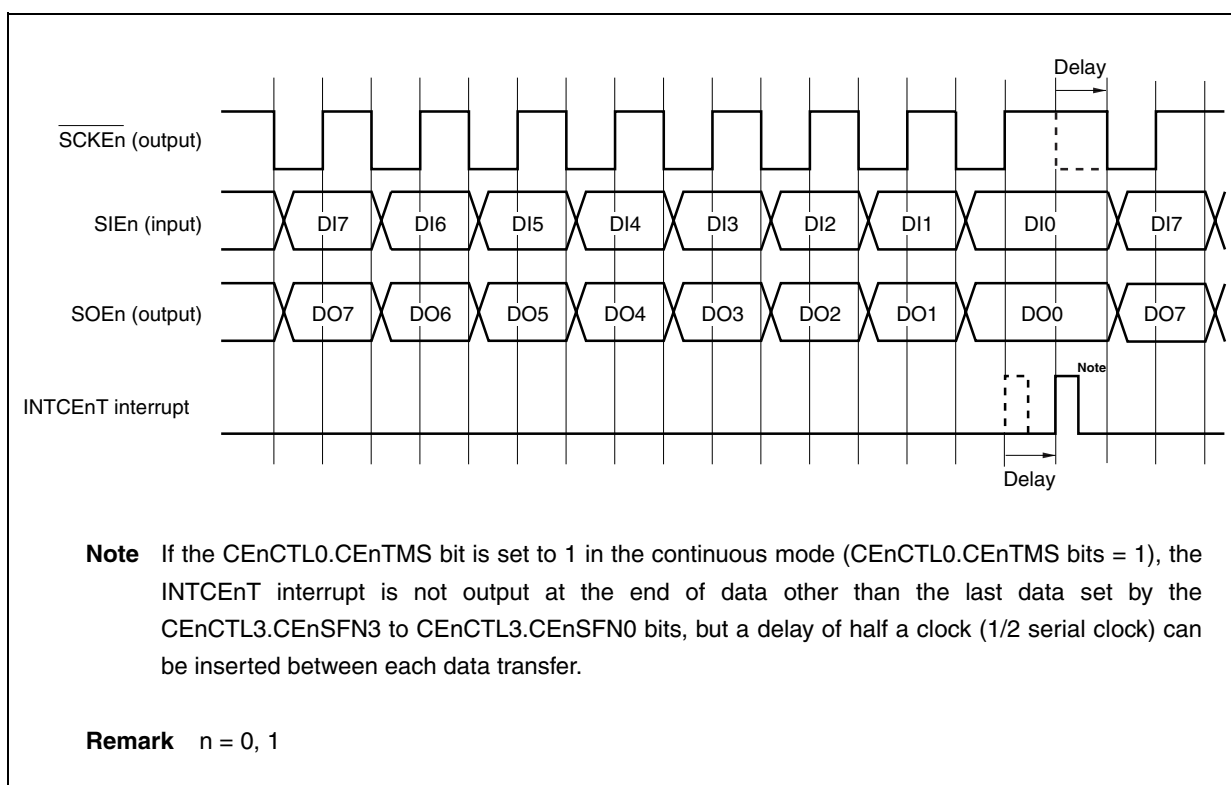 Delay
SCKEn (output)
SIEn (input) DI7 DI6 DI5 DI4 DI3 DI2 DI1 DI0 DI7
SOEn (output) DO7 DO6 DO5 DO4 DO3 DO2 DO1 DO0 DO7
Note
INTCEnT interrupt
Delay
Note If the CEnCTL0.CEnTMS bit is set to 1 in the continuous mode (CEnCTL0.CEnTMS bits = 1), the
INTCEnT interrupt is not output at the end of data other than the last data set by the
CEnCTL3.CEnSFN3 to CEnCTL3.CEnSFN0 bits, but a delay of half a clock (1/2 serial clock) can
be inserted between each data transfer.
Remark n = 0, 1